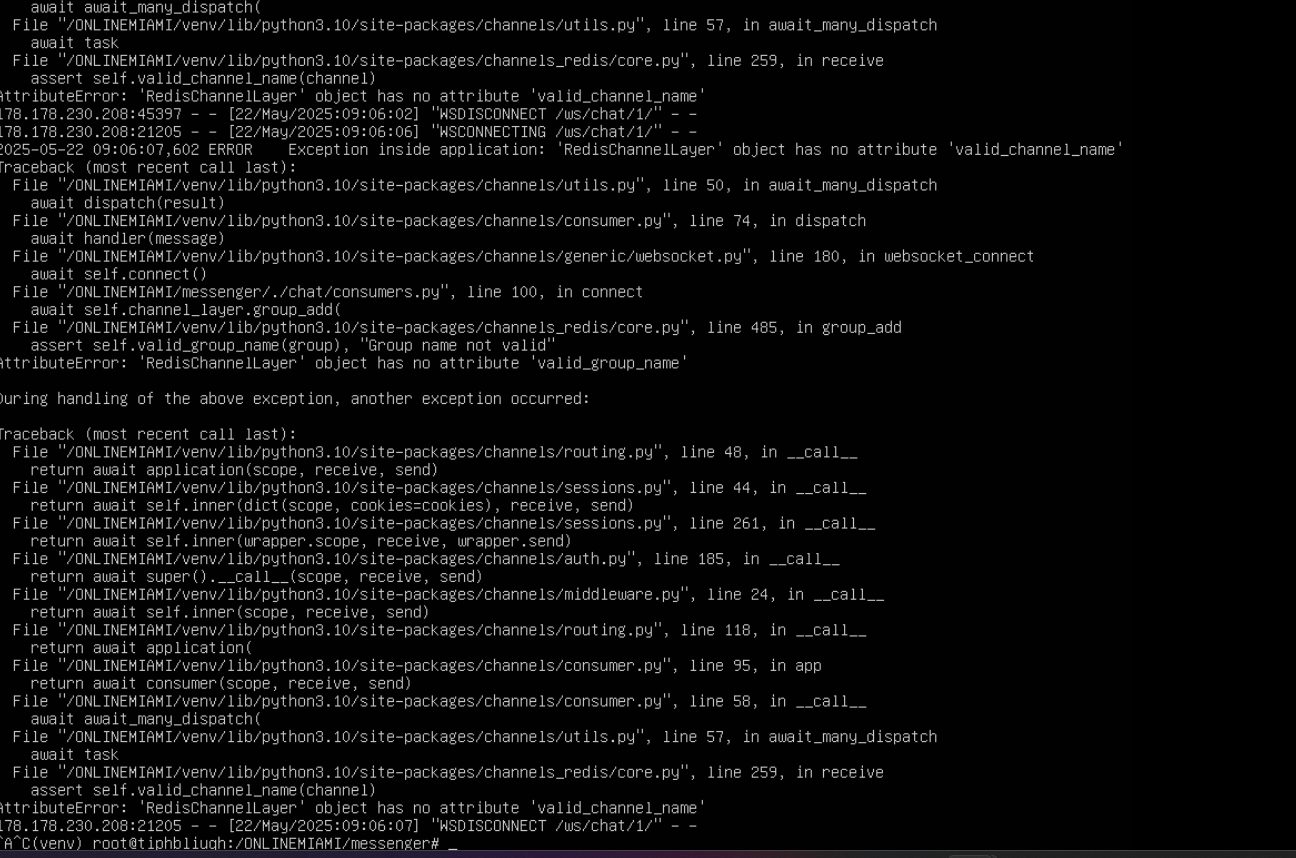 await await_many_dispatch(
File "/ONLINEMIAMI/venv/lib/python3.10/site-packages/channels/utils.py", line 57, in await_many_dispatch
await task
File "/ONLINEMIAMI/venv/lib/python3.10/site-packages/channels_redis/core.py", line 259, in receive
assert self.valid_channel_name(channel)
AttributeError: 'RedisChannelLayer' object has no attribute 'valid_channel_name'
178.178.230.208:45397 - - [22/May/2025:09:06:02] "WSDISCONNECT /ws/chat/1/" - -
178.178.230.208:21205 - - [22/May/2025:09:06:06] "WSCONNECTING /ws/chat/1/" - -
2025-05-22 09:06:07,602 ERROR    Exception inside application: 'RedisChannelLayer' object has no attribute 'valid_channel_name'
Traceback (most recent call last):
File "/ONLINEMIAMI/venv/lib/python3.10/site-packages/channels/utils.py", line 50, in await_many_dispatch
await dispatch(result)
File "/ONLINEMIAMI/venv/lib/python3.10/site-packages/channels/consumer.py", line 74, in dispatch
await handler(message)
File "/ONLINEMIAMI/venv/lib/python3.10/site-packages/channels/generic/websocket.py", line 180, in websocket_connect
await self.connect()
File "/ONLINEMIAMI/messenger/./chat/consumers.py", line 100, in connect
await self.channel_layer.group_add(
File "/ONLINEMIAMI/venv/lib/python3.10/site-packages/channels_redis/core.py", line 485, in group_add
assert self.valid_group_name(group), "Group name not valid"
AttributeError: 'RedisChannelLayer' object has no attribute 'valid_group_name'
During handling of the above exception, another exception occurred:
Traceback (most recent call last):
File "/ONLINEMIAMI/venv/lib/python3.10/site-packages/channels/routing.py", line 48, in __call__
return await application(scope, receive, send)
File "/ONLINEMIAMI/venv/lib/python3.10/site-packages/channels/sessions.py", line 44, in __call__
return await self.inner(dict(scope, cookies=cookies), receive, send)
File "/ONLINEMIAMI/venv/lib/python3.10/site-packages/channels/sessions.py", line 261, in __call__
return await self.inner(wrapper.scope, receive, wrapper.send)
File "/ONLINEMIAMI/venv/lib/python3.10/site-packages/channels/auth.py", line 185, in __call__
return await super().__call__(scope, receive, send)
File "/ONLINEMIAMI/venv/lib/python3.10/site-packages/channels/middleware.py", line 24, in __call__
return await self.inner(scope, receive, send)
File "/ONLINEMIAMI/venv/lib/python3.10/site-packages/channels/routing.py", line 118, in __call__
return await application(
File "/ONLINEMIAMI/venv/lib/python3.10/site-packages/channels/consumer.py", line 95, in app
return await consumer(scope, receive, send)
File "/ONLINEMIAMI/venv/lib/python3.10/site-packages/channels/consumer.py", line 58, in __call__
await await_many_dispatch(
File "/ONLINEMIAMI/venv/lib/python3.10/site-packages/channels/utils.py", line 57, in await_many_dispatch
await task
File "/ONLINEMIAMI/venv/lib/python3.10/site-packages/channels_redis/core.py", line 259, in receive
assert self.valid_channel_name(channel)
AttributeError: 'RedisChannelLayer' object has no attribute 'valid_channel_name'
178.178.230.208:21205 - - [22/May/2025:09:06:07] "WSDISCONNECT /ws/chat/1/" - -
^A^C(venv) root@tiphbliugh:/ONLINEMIAMI/messenger# _